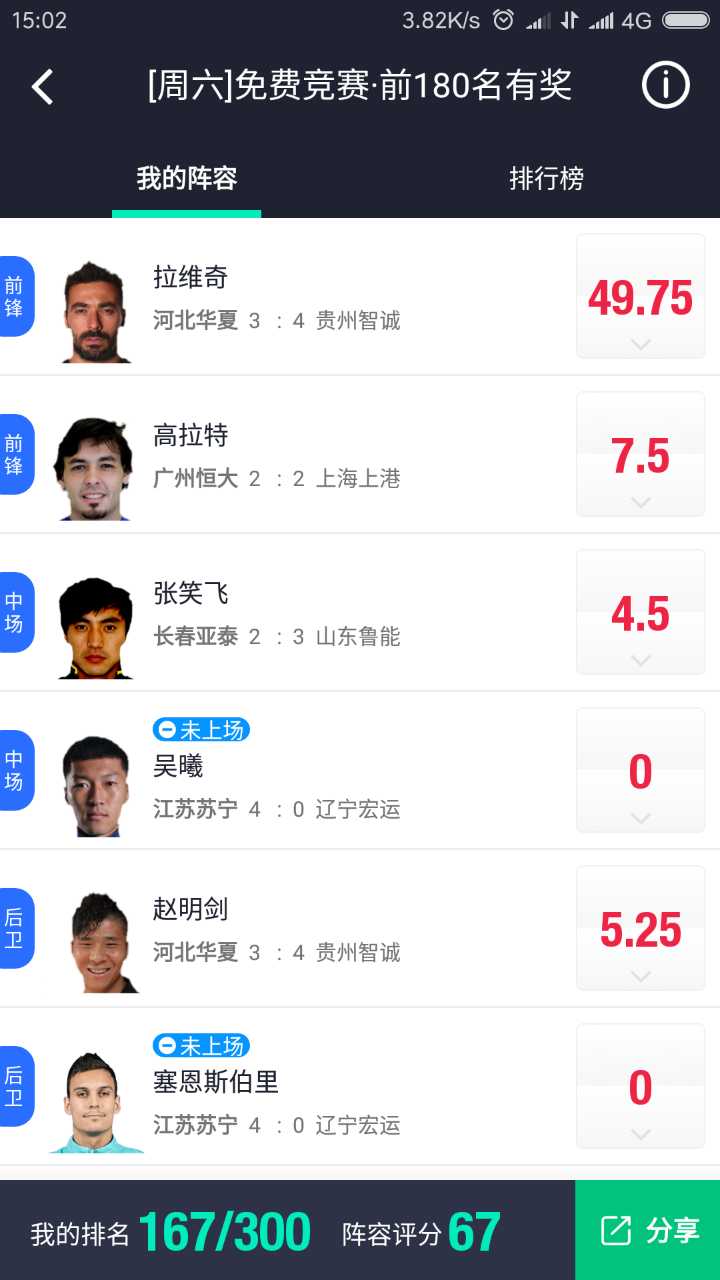 15:02 3.82K/s 4G
[周六]免费竞赛·前180名有奖
我的阵容 排行榜
前锋
拉维奇
河北华夏 3 : 4 贵州智诚
49.75
前锋
高拉特
广州恒大 2 : 2 上海上港
7.5
中场
张笑飞
长春亚泰 2 : 3 山东鲁能
4.5
中场
未上场
吴曦
江苏苏宁 4 : 0 辽宁宏运
0
后卫
赵明剑
河北华夏 3 : 4 贵州智诚
5.25
后卫
未上场
塞恩斯伯里
江苏苏宁 4 : 0 辽宁宏运
0
我的排名 167/300 阵容评分 67 分享